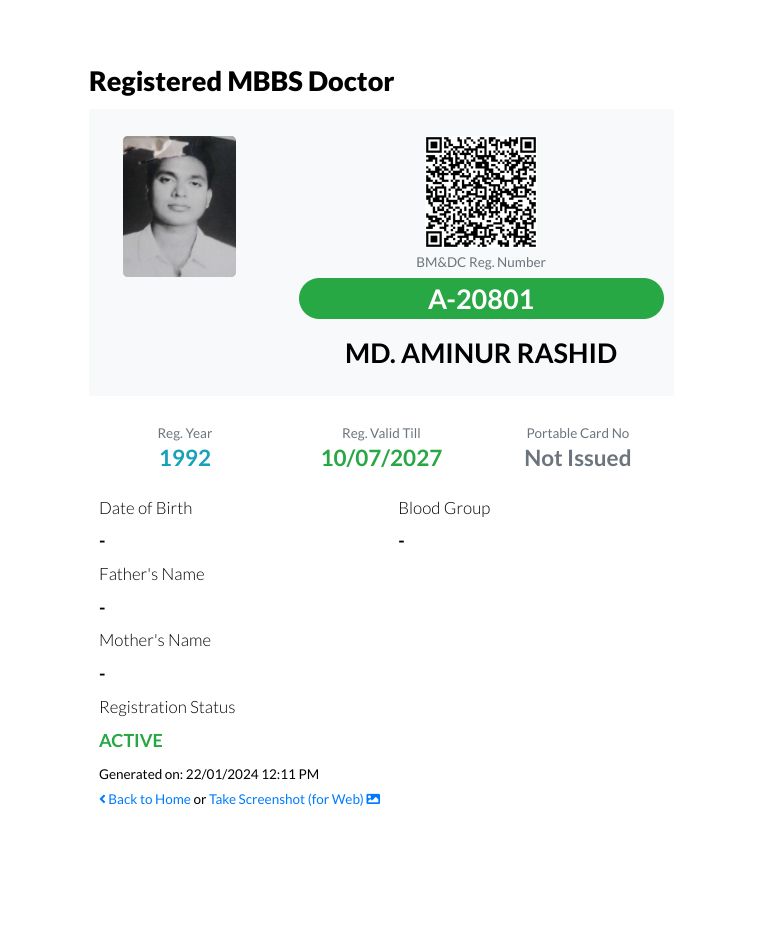 Registered MBBS Doctor
BM&DC Reg. Number
A-20801
MD. AMINUR RASHID
Reg. Year
1992
Reg. Valid Till
10/07/2027
Portable Card No
Not Issued
Date of Birth
-
Blood Group
-
Father's Name
-
Mother's Name
-
Registration Status
ACTIVE
Generated on: 22/01/2024 12:11 PM
Back to Home or Take Screenshot (for Web)